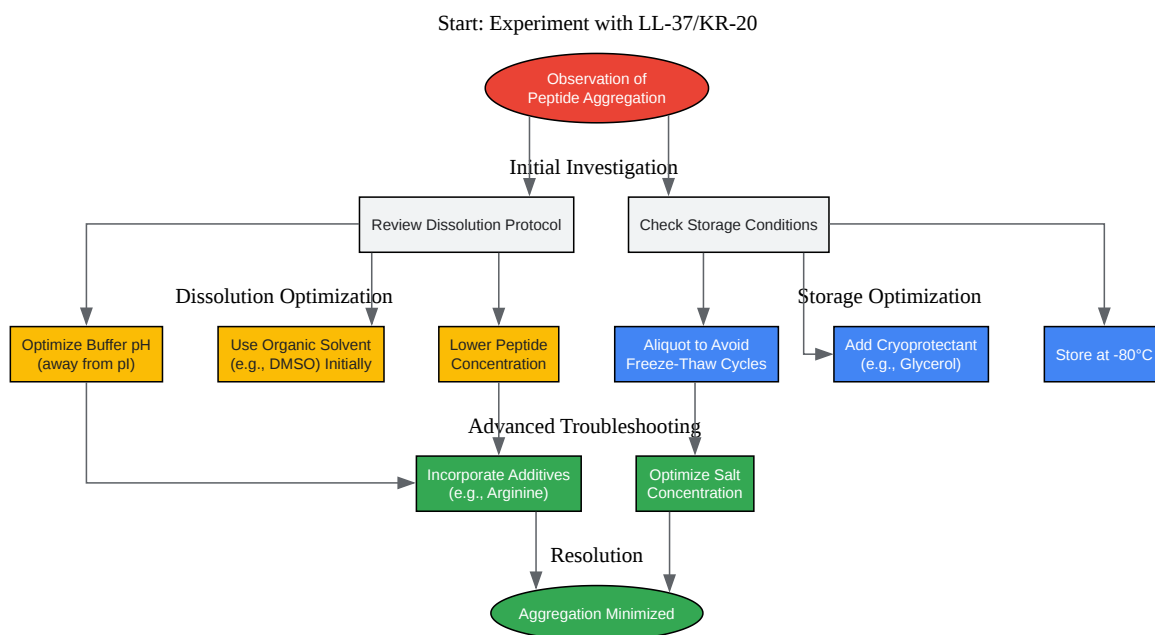 Start: Experiment with LL-37/KR-20
Observation of
Peptide Aggregation
Initial Investigation
Review Dissolution Protocol
Check Storage Conditions
Dissolution Optimization
Storage Optimization
Optimize Buffer pH
(away from pI)
Use Organic Solvent
(e.g., DMSO) Initially
Lower Peptide
Concentration
Aliquot to Avoid
Freeze-Thaw Cycles
Add Cryoprotectant
(e.g., Glycerol)
Store at -80°C
Advanced Troubleshooting
Incorporate Additives
(e.g., Arginine)
Optimize Salt
Concentration
Resolution
Aggregation Minimized